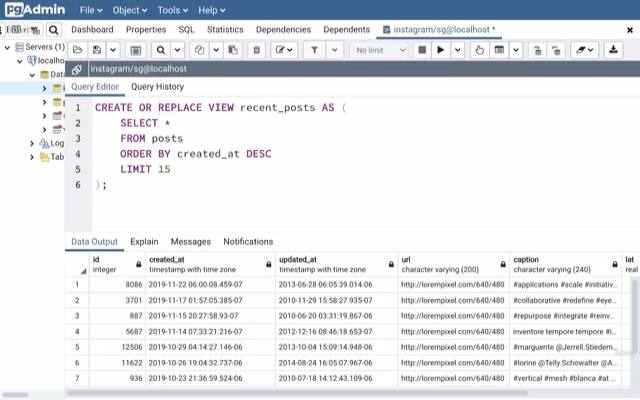 pgAdmin File Object Tools Help
Dashboard Properties SQL Statistics Dependencies Dependents instagram/sg@localhost *
Servers (1)
localho
No limit
instagram/sg@localhost
Query Editor Query History
1 CREATE OR REPLACE VIEW recent_posts AS (
2 SELECT *
3 FROM posts
4 ORDER BY created_at DESC
5 LIMIT 15
6 );
Log
Tab
Data Output Explain Messages Notifications
id created_at updated_at url caption lat
integer timestamp with time zone timestamp with time zone character varying (200) character varying (240) real
1 8086 2019-11-22 06:00:08.459-07 2013-06-28 06:05:39.014-06 http://lorempixel.com/640/480 #applications #scale #initiativ...
2 3701 2019-11-17 01:57:05.385-07 2010-11-29 15:58:27.935-07 http://lorempixel.com/640/480 #collaborative #redefine #eye...
3 887 2019-11-15 20:27:58.93-07 2010-06-20 03:31:19.867-06 http://lorempixel.com/640/480 #repurpose #integrate #reinv...
4 5687 2019-11-14 07:33:21.216-07 2012-12-16 08:46:18.653-07 http://lorempixel.com/640/480 inventore tempore tempore #i...
5 12506 2019-10-29 04:14:27.146-06 2013-10-04 15:09:14.948-06 http://lorempixel.com/640/480 #marguerite @Jerrell.Stiedem...
6 11622 2019-10-26 19:04:32.737-06 2014-08-24 16:05:07.967-06 http://lorempixel.com/640/480 #lorine @Telly.Schowalter @A...
7 936 2019-10-23 21:36:59.524-06 2010-07-18 14:12:43.109-06 http://lorempixel.com/640/480 #vertical #mesh #blanca #at ...